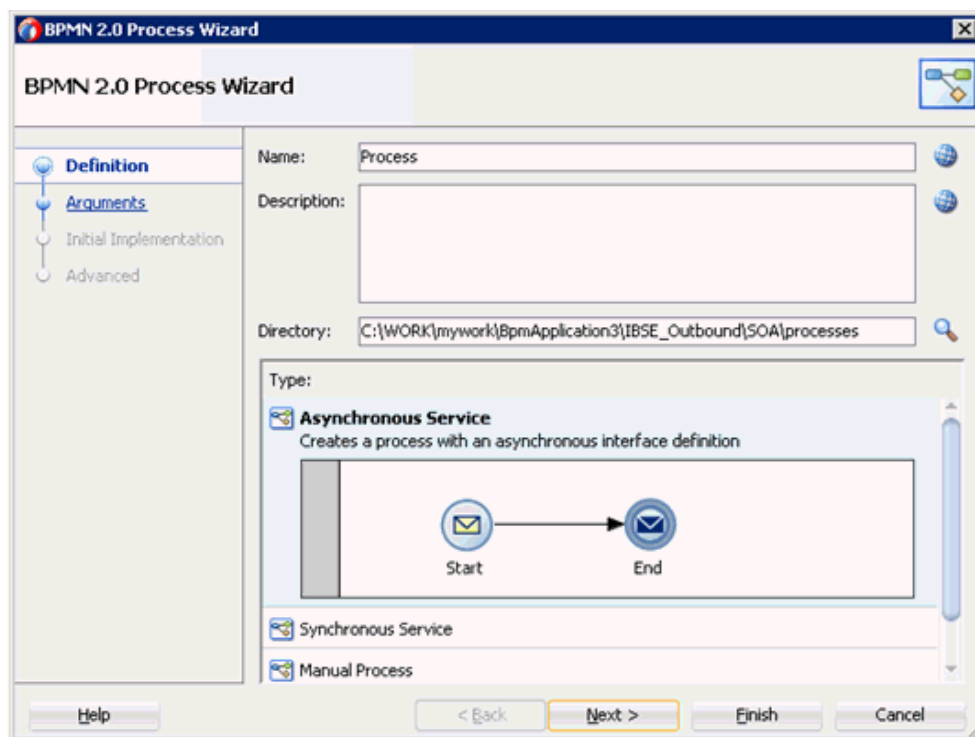 BPMN 2.0 Process Wizard
BPMN 2.0 Process Wizard
Definition
Arguments
Initial Implementation
Advanced
Name: Process
Description:
Directory: C:\WORK\mywork\BpmApplication3\IBSE_Outbound\SOA\processes
Type:
Asynchronous Service
Creates a process with an asynchronous interface definition
Start End
Synchronous Service
Manual Process
Help < Back Next > Finish Cancel